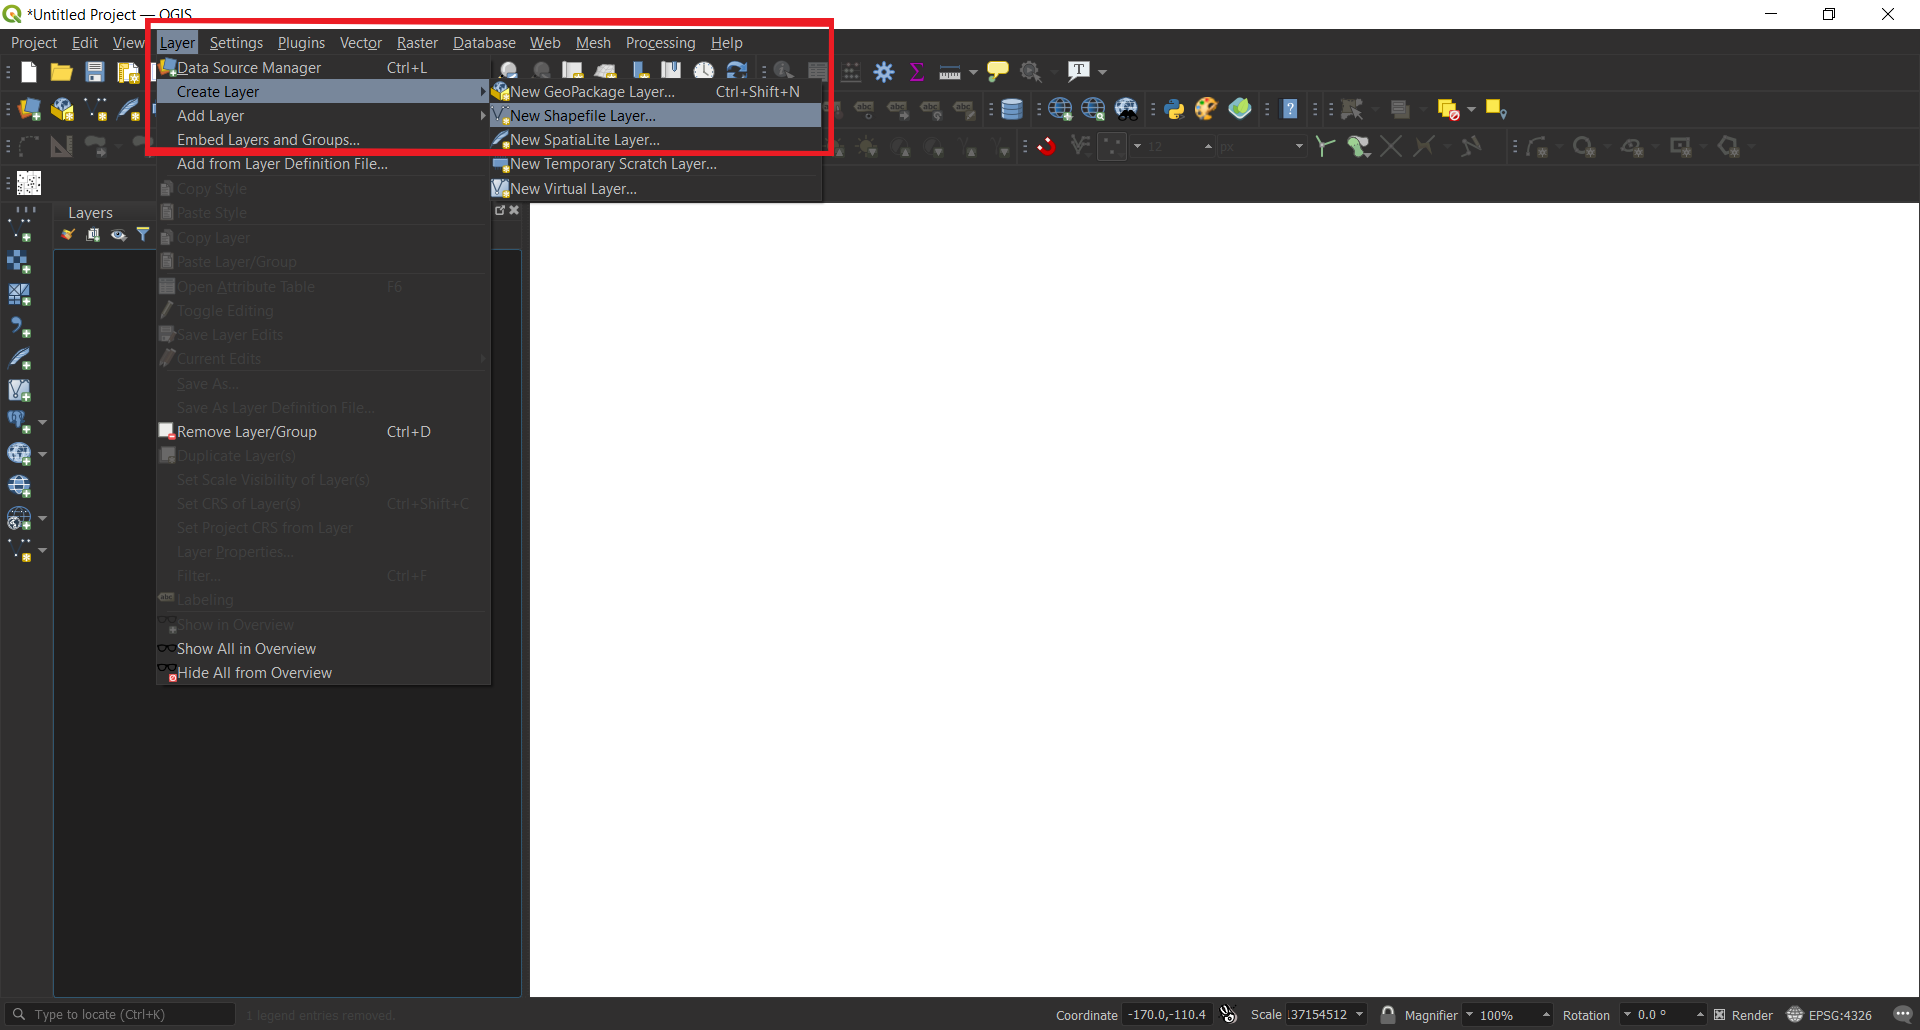 *Untitled Project — QGIS
Project Edit View Layer Settings Plugins Vector Raster Database Web Mesh Processing Help
Data Source Manager Ctrl+L
Create Layer
Add Layer
Embed Layers and Groups...
Add from Layer Definition File...
Copy Style
Paste Style
Copy Layer
Paste Layer/Group
Open Attribute Table F6
Toggle Editing
Save Layer Edits
Current Edits
Save As...
Save As Layer Definition File...
Remove Layer/Group Ctrl+D
Duplicate Layer(s)
Set Scale Visibility of Layer(s)
Set CRS of Layer(s) Ctrl+Shift+C
Set Project CRS from Layer
Layer Properties...
Filter... Ctrl+F
Labeling
Show in Overview
Show All in Overview
Hide All from Overview
New GeoPackage Layer... Ctrl+Shift+N
New Shapefile Layer...
New SpatiaLite Layer...
New Temporary Scratch Layer...
New Virtual Layer...
12 px
Layers
Type to locate (Ctrl+K) 1 legend entries removed. Coordinate -170.0,-110.4 Scale 137154512 Magnifier 100% Rotation 0.0 ° Render EPSG:4326